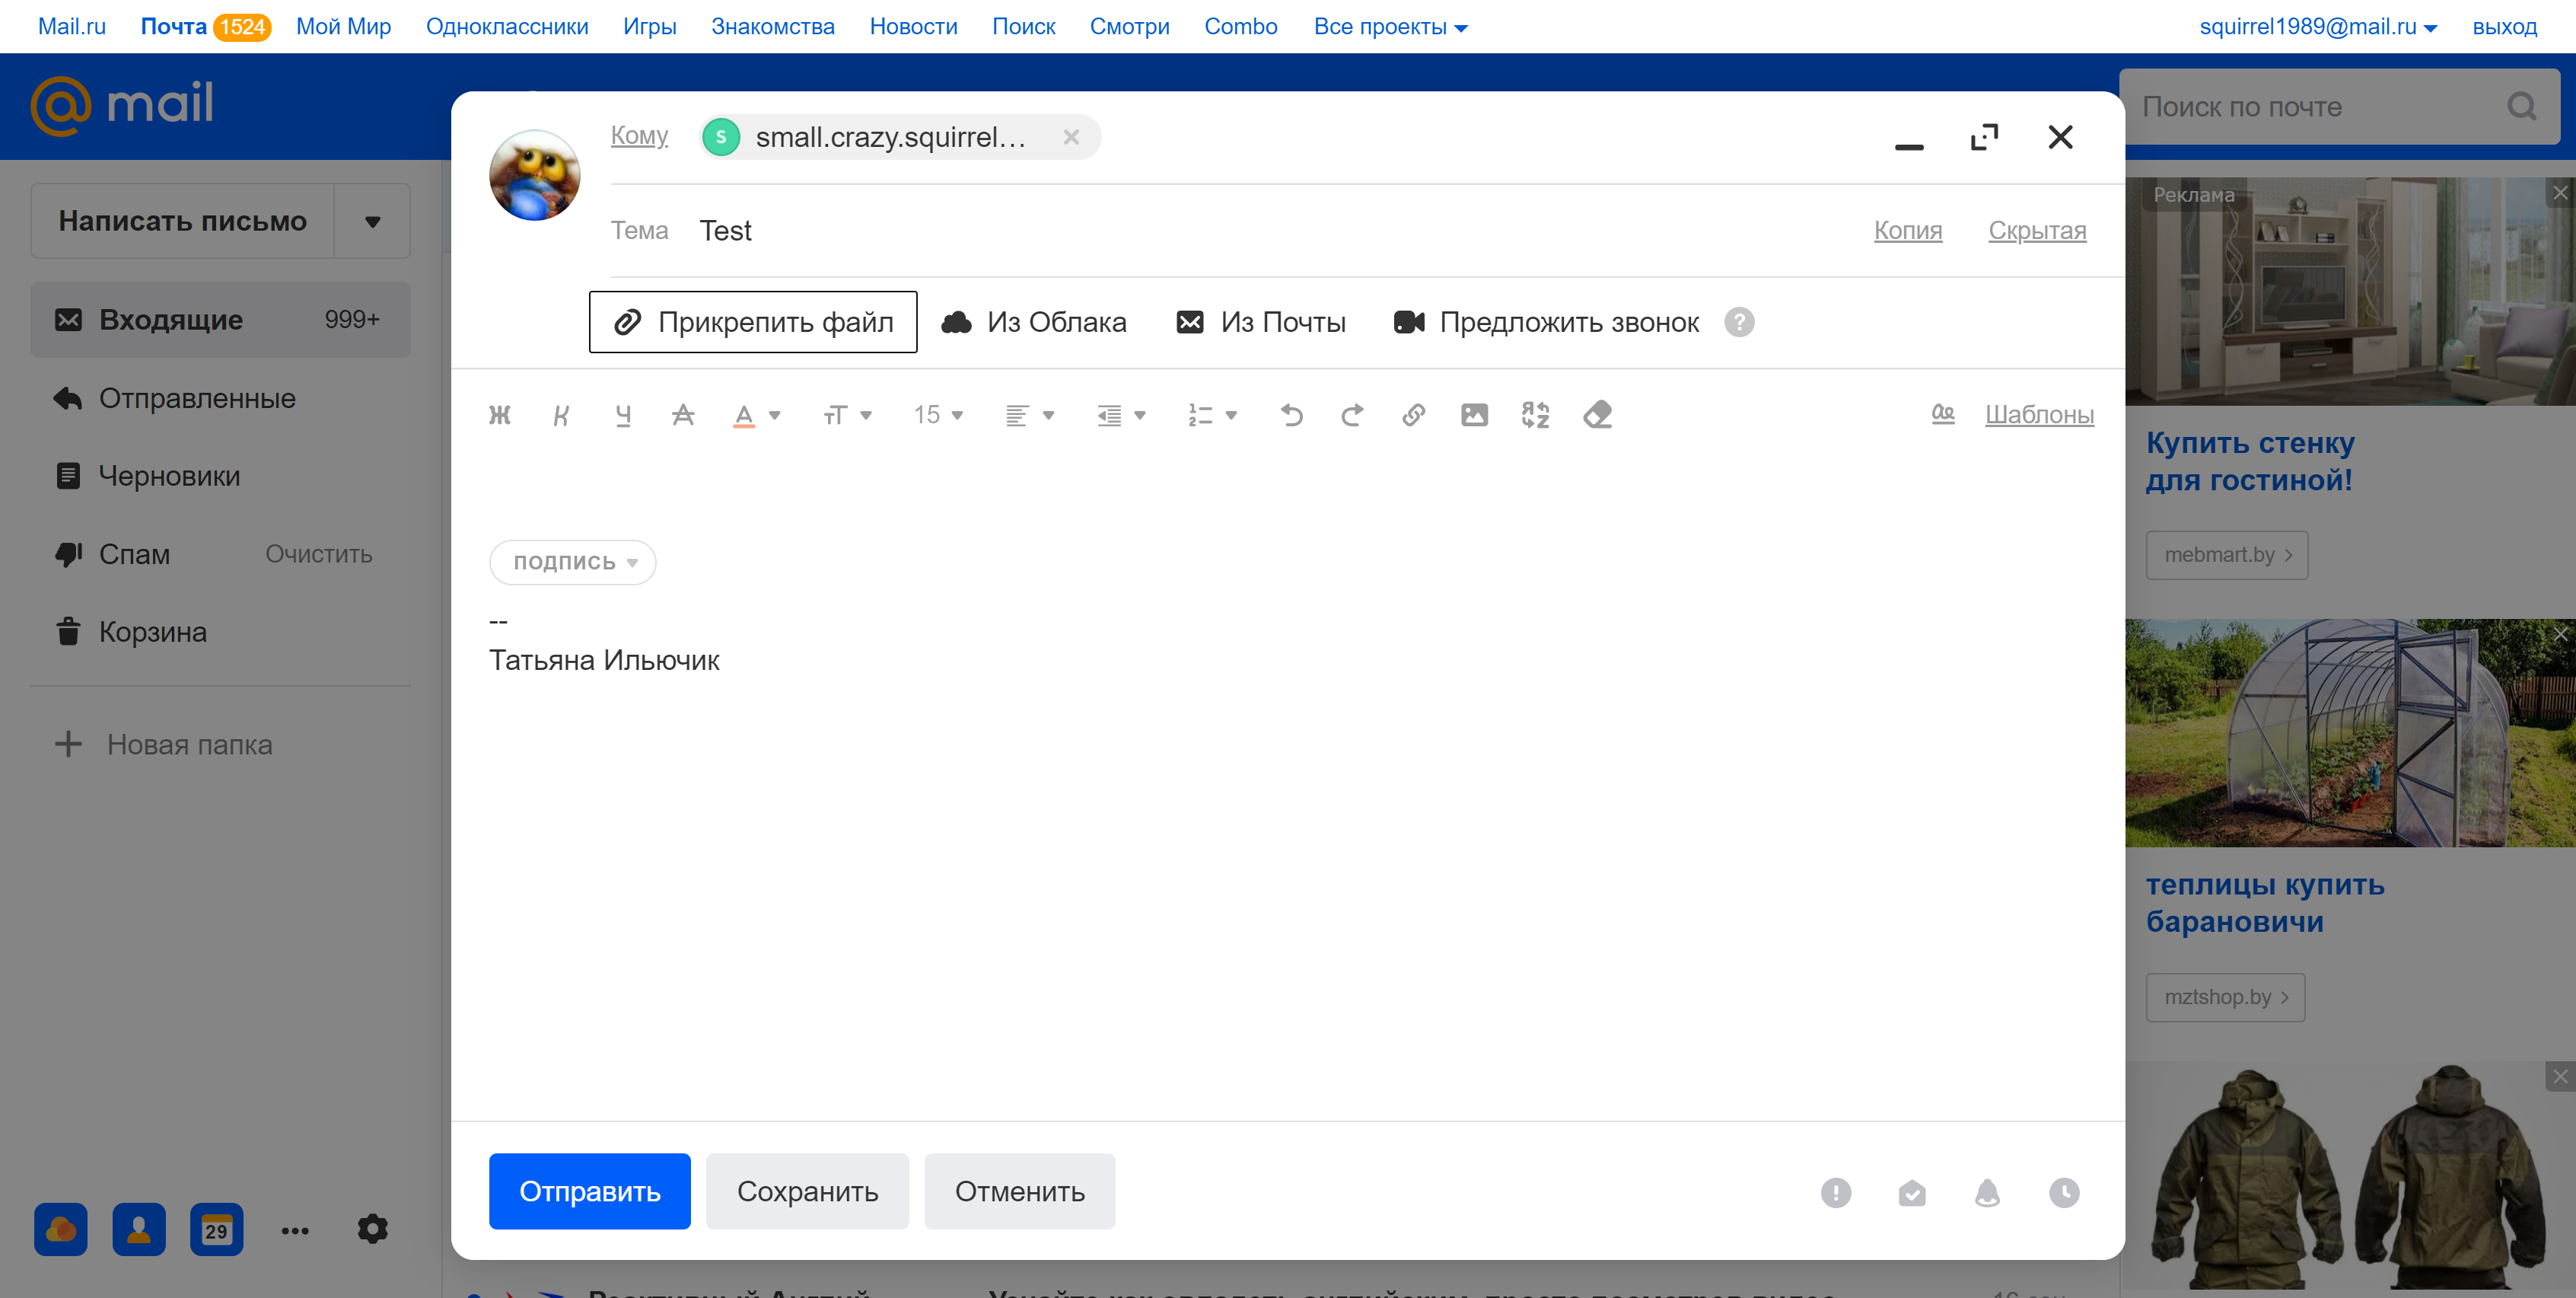 Mail.ru Почта 1524 Мой Мир Одноклассники Игры Знакомства Новости Поиск Смотри Combo Все проекты squirrel1989@mail.ru выход
mail
Поиск по почте
Написать письмо
Входящие 999+
Отправленные
Черновики
Спам Очистить
Корзина
Новая папка
29
Кому S small.crazy.squirrel...
Тема Test Копия Скрытая
Прикрепить файл Из Облака Из Почты Предложить звонок ?
Ж К Ч А А тТ 15 Шаблоны
ПОДПИСЬ
--
Татьяна Ильючик
Отправить Сохранить Отменить
Реклама
Купить стенку
для гостиной!
mebmart.by
теплицы купить
барановичи
mztshop.by